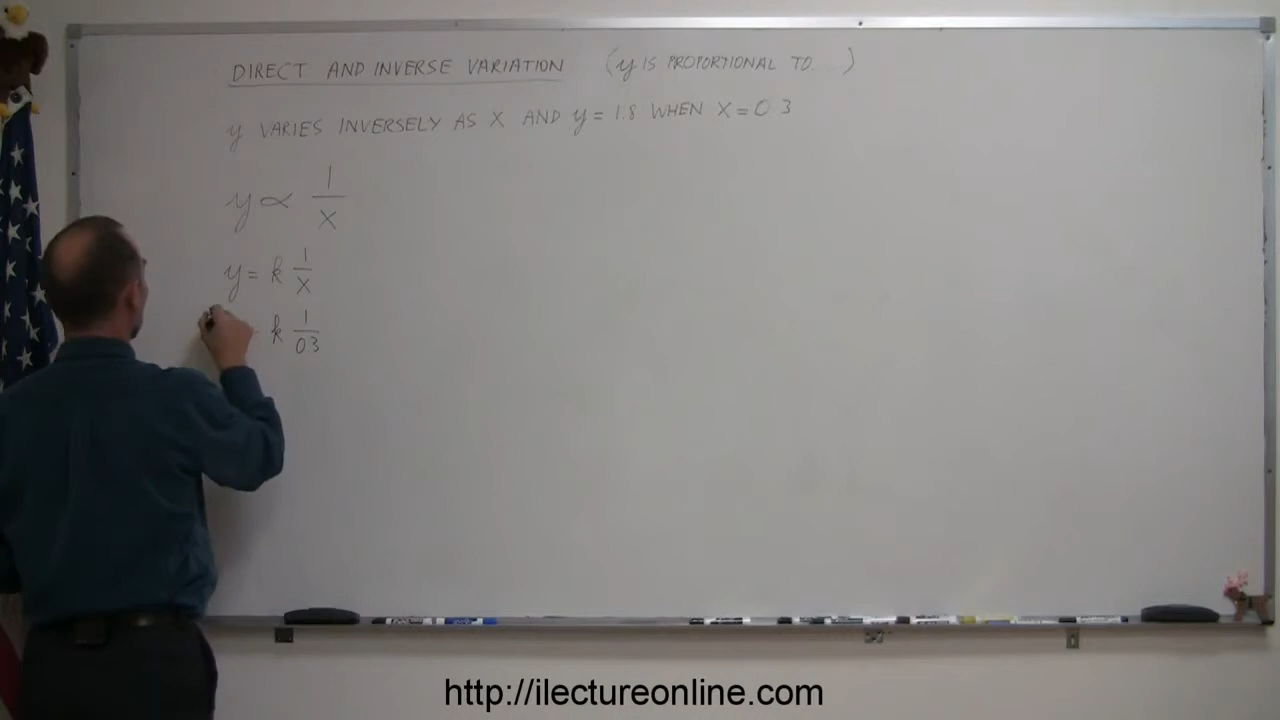 DIRECT AND INVERSE VARIATION (y IS PROPORTIONAL TO...)
y VARIES INVERSELY AS X AND y = 1.8 WHEN X = 0.3
y ∝ 1/x
y = k 1/x
= k 1/0.3
http://ilectureonline.com